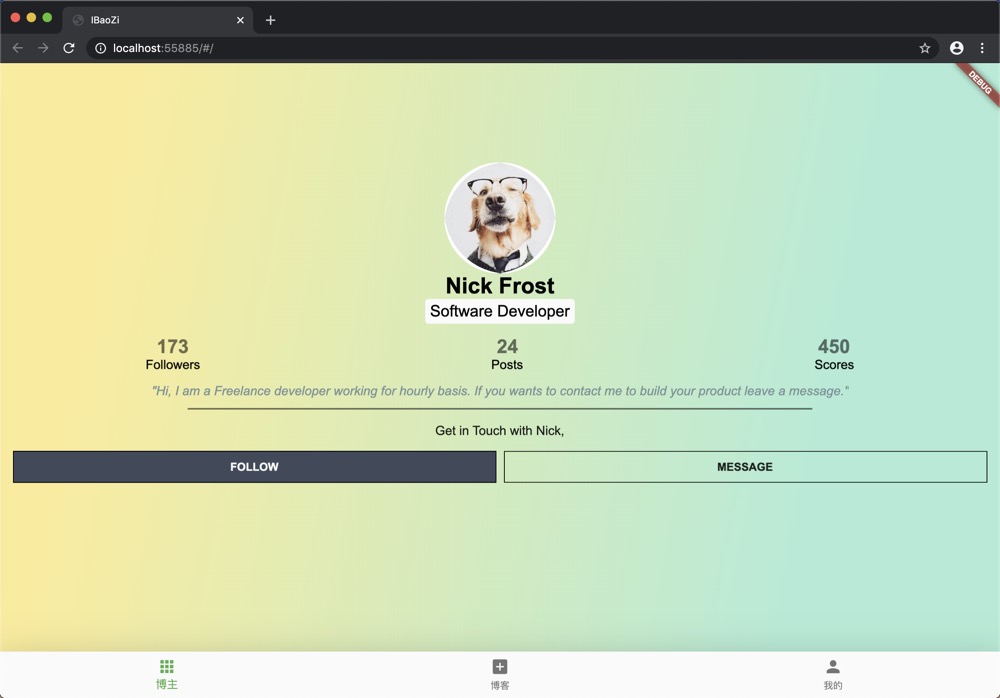 IBaoZi
localhost:55885/#/
DEBUG
Nick Frost
Software Developer
173 24 450
Followers Posts Scores
"Hi, I am a Freelance developer working for hourly basis. If you wants to contact me to build your product leave a message."
Get in Touch with Nick,
FOLLOW MESSAGE
博主 博客 我的